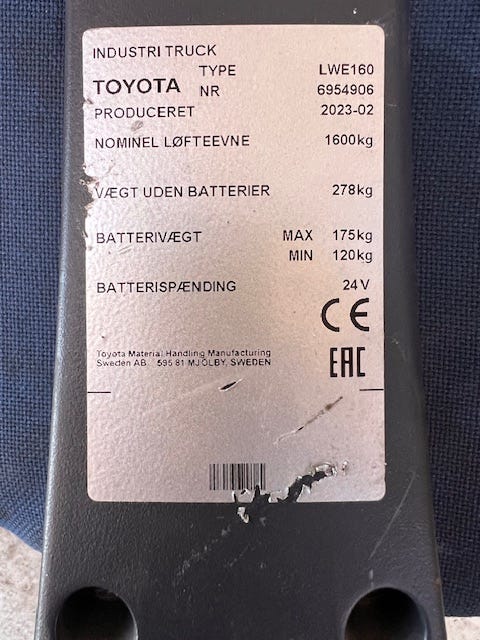 INDUSTRI TRUCK
TOYOTA TYPE LWE160
NR 6954906
PRODUCERET 2023-02
NOMINEL LØFTEEVNE 1600kg
VÆGT UDEN BATTERIER 278kg
BATTERIVÆGT MAX 175kg
MIN 120kg
BATTERISPÆNDING 24V
CE
Toyota Material Handling Manufacturing
Sweden AB 595 81 MJÖLBY, SWEDEN
EAC